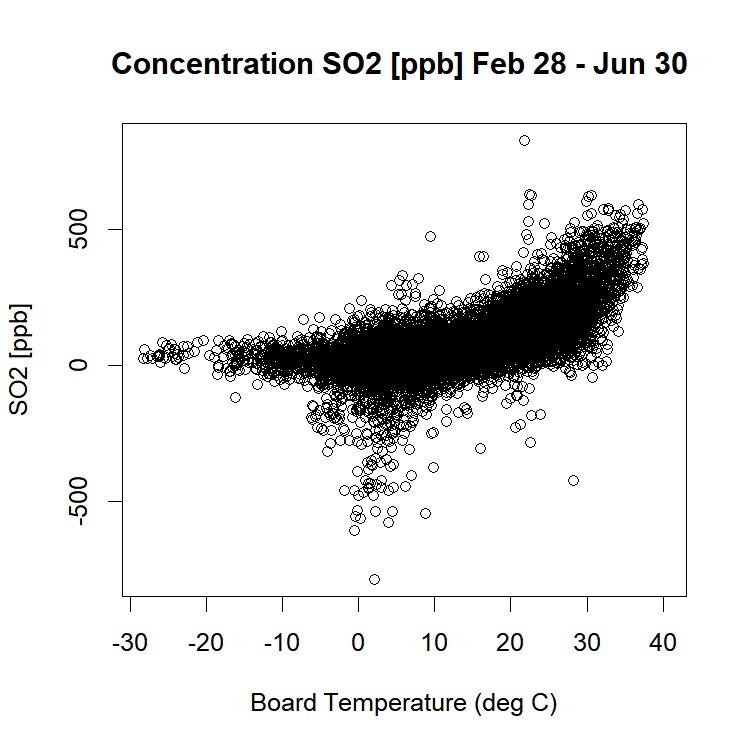 Concentration SO2 [ppb] Feb 28 - Jun 30
500
0
-500
SO2 [ppb]
-30 -20 -10 0 10 20 30 40
Board Temperature (deg C)